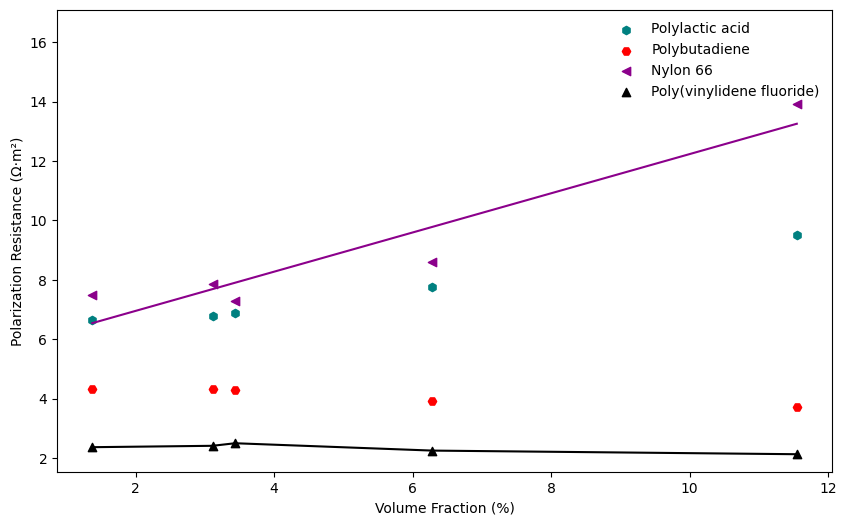 Polylactic acid
Polybutadiene
Nylon 66
Poly(vinylidene fluoride)
Polarization Resistance (Ω·m²)
16
14
12
10
8
6
4
2
2 4 6 8 10 12
Volume Fraction (%)